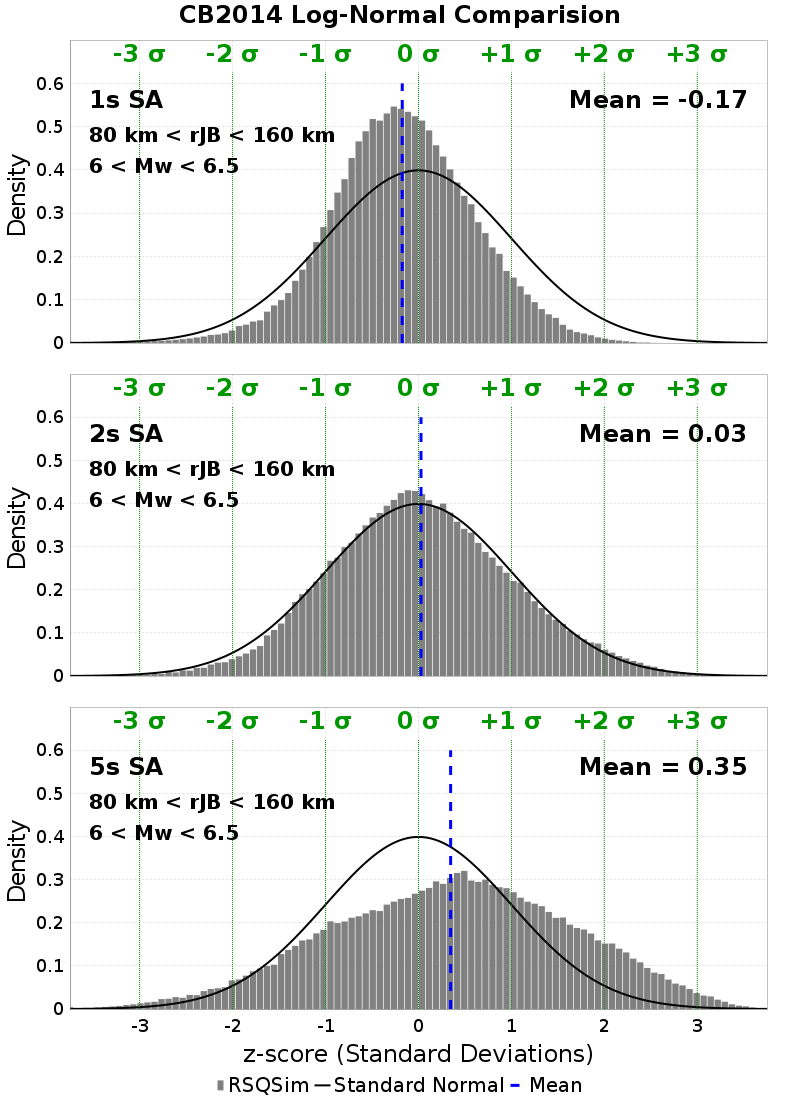 CB2014 Log-Normal Comparision
-3 σ -2 σ -1 σ 0 σ +1 σ +2 σ +3 σ
0.6
1s SA Mean = -0.17
0.5
80 km < rJB < 160 km
6 < Mw < 6.5
0.4
Density
0.3
0.2
0.1
0
-3 σ -2 σ -1 σ 0 σ +1 σ +2 σ +3 σ
0.6
2s SA Mean = 0.03
0.5
80 km < rJB < 160 km
6 < Mw < 6.5
0.4
Density
0.3
0.2
0.1
0
-3 σ -2 σ -1 σ 0 σ +1 σ +2 σ +3 σ
0.6
5s SA Mean = 0.35
0.5
80 km < rJB < 160 km
6 < Mw < 6.5
0.4
Density
0.3
0.2
0.1
0
-3 -2 -1 0 1 2 3
z-score (Standard Deviations)
RSQSim Standard Normal Mean